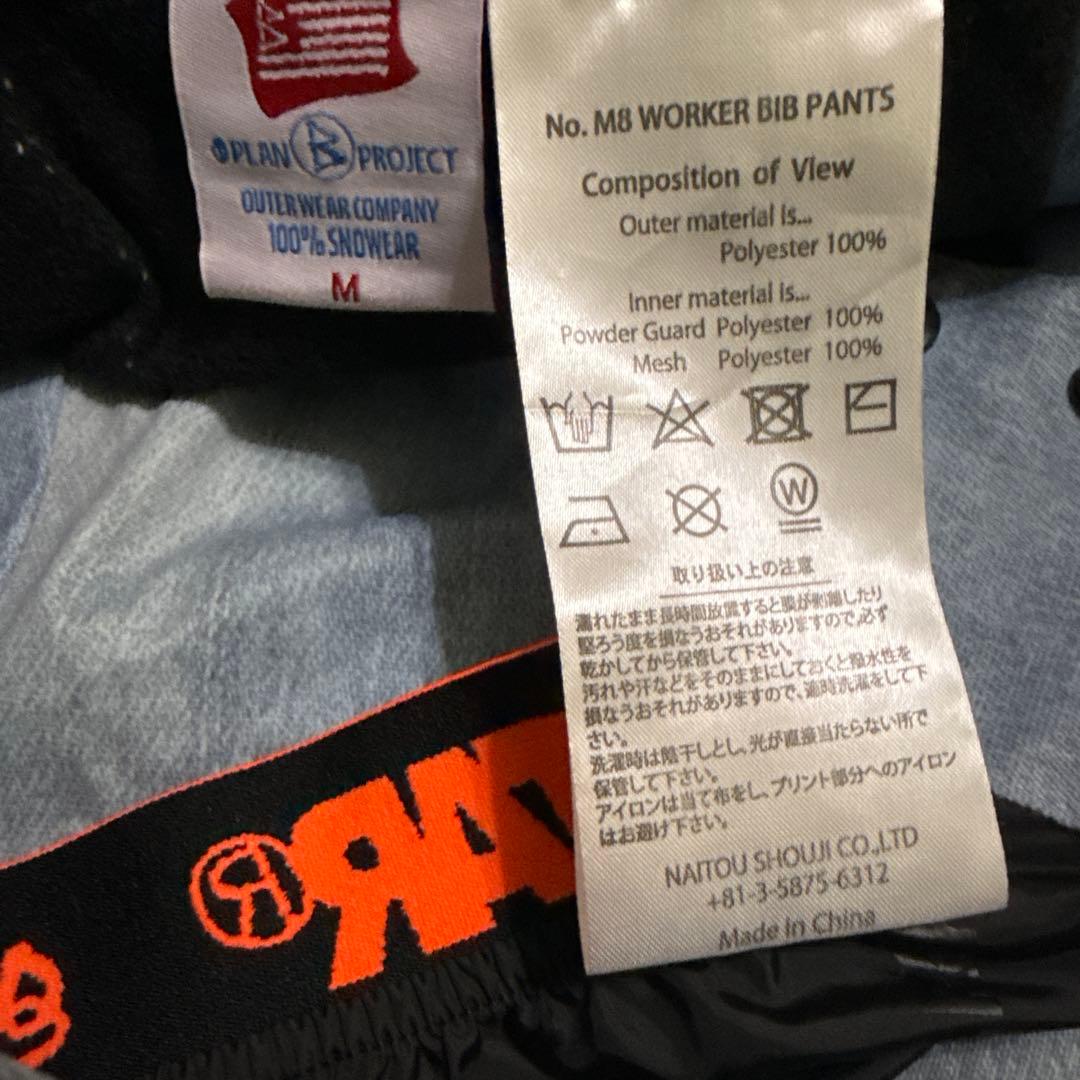 PLAN B PROJECT
OUTERWEAR COMPANY
100% SNOWEAR
M
No. M8 WORKER BIB PANTS
Composition of View
Outer material is...
Polyester 100%
Inner material is...
Powder Guard Polyester 100%
Mesh Polyester 100%
W
取り扱い上の注意
濡れたまま長時間放置すると膜が剥離したり
堅ろう度を損なうおそれがありますので,必ず
乾かしてから保管して下さい。
汚れや汗などをそのままにしておくと撥水性を
損なうおそれがありますので、適時洗濯をして下
さい。
洗濯時は陰干しとし、光が直接当たらない所で
保管して下さい。
アイロンは当て布をし、プリント部分へのアイロン
はお避け下さい。
NAITOU SHOUJI CO.,LTD
+81-3-5875-6312
Made in China